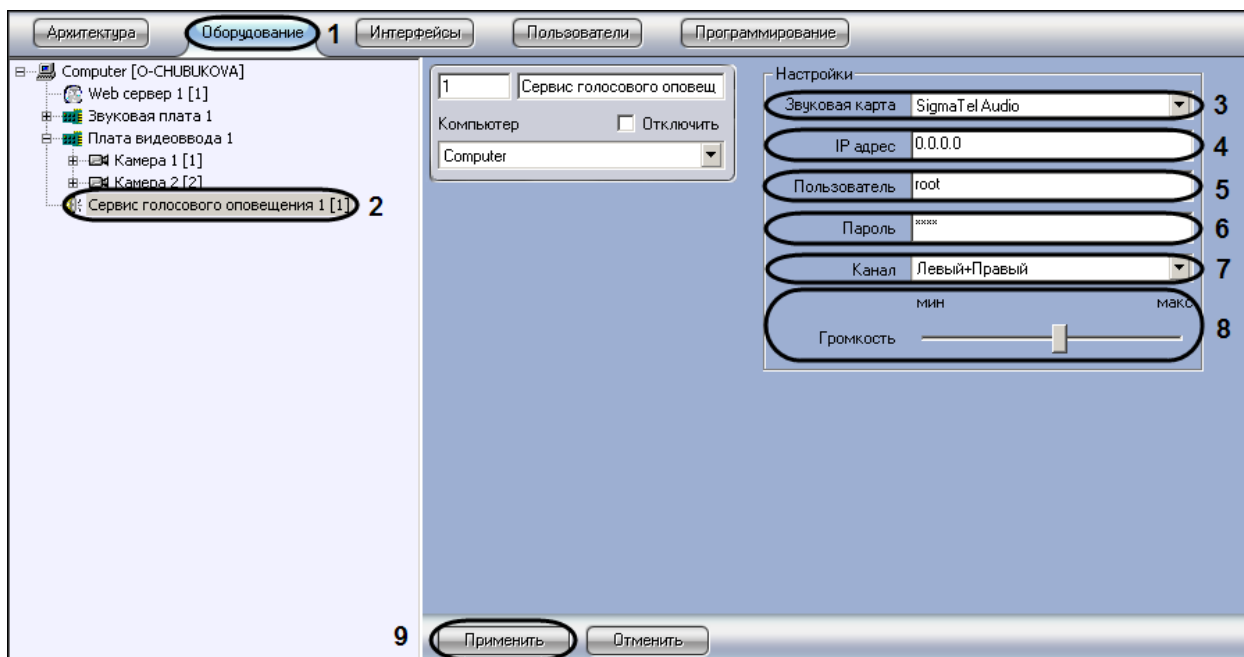 Архитектура Оборудование 1 Интерфейсы Пользователи Программирование
Computer [O-CHUBUKOVA]
Web сервер 1 [1]
Звуковая плата 1
Плата видеоввода 1
Камера 1 [1]
Камера 2 [2]
Сервис голосового оповещения 1 [1] 2
1 Сервис голосового оповещ
Компьютер Отключить
Computer
Настройки
Звуковая карта SigmaTel Audio 3
IP адрес 0.0.0.0 4
Пользователь root 5
Пароль **** 6
Канал Левый+Правый 7
мин макс
Громкость 8
9 Применить Отменить